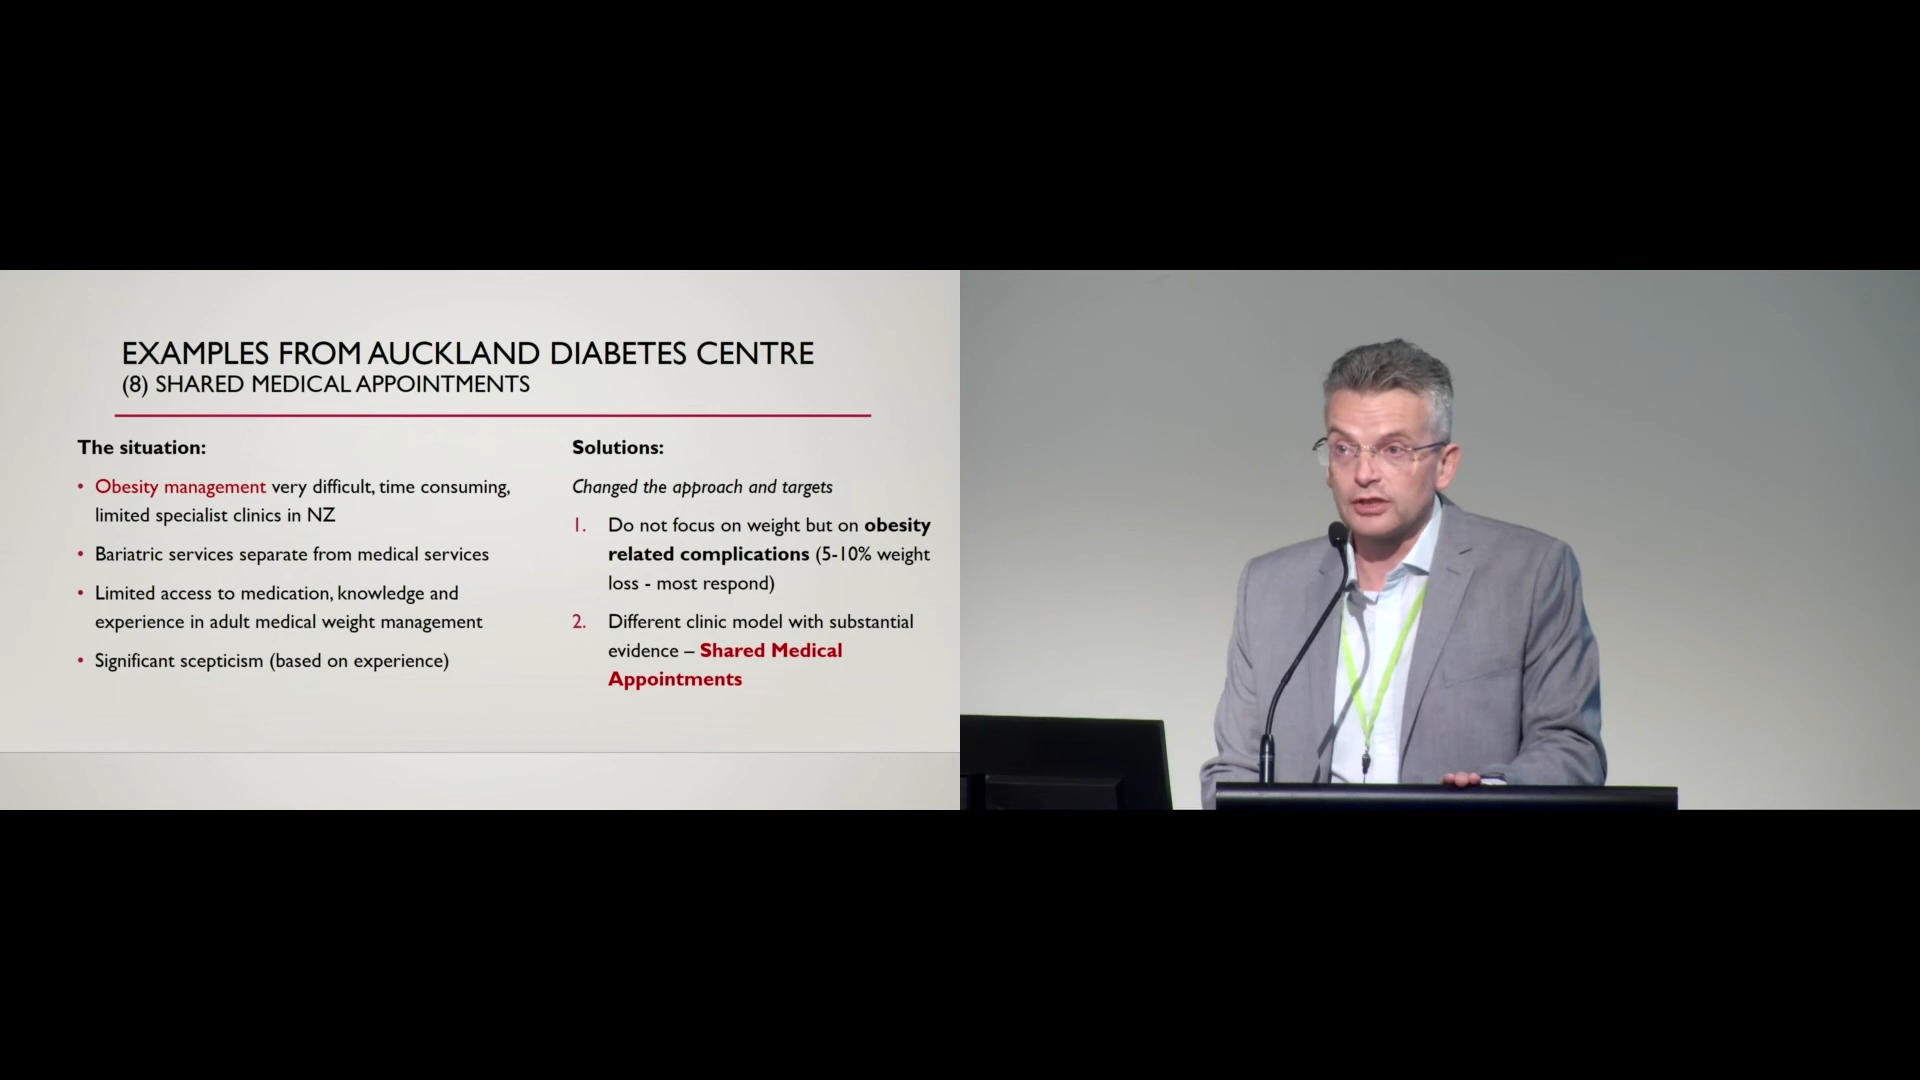 EXAMPLES FROM AUCKLAND DIABETES CENTRE
(8) SHARED MEDICAL APPOINTMENTS
The situation:
• Obesity management very difficult, time consuming,
limited specialist clinics in NZ
• Bariatric services separate from medical services
• Limited access to medication, knowledge and
experience in adult medical weight management
• Significant scepticism (based on experience)
Solutions:
Changed the approach and targets
1. Do not focus on weight but on obesity
related complications (5-10% weight
loss - most respond)
2. Different clinic model with substantial
evidence – Shared Medical
Appointments